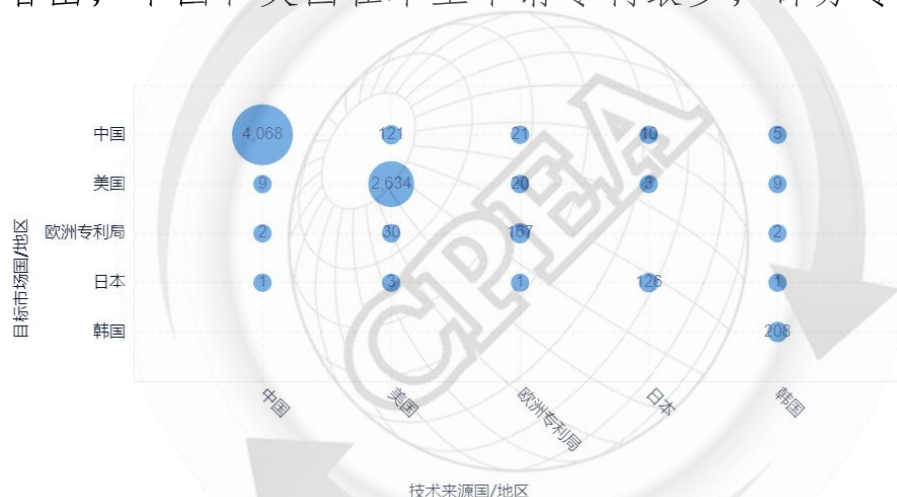 中国 4,068 121 21 10 5
美国 9 2,634 20 3 9
欧洲专利局 2 30 167 2
日本 1 3 1 126 1
韩国 208
目标市场国/地区
中国 美国 欧洲专利局 日本 韩国
技术来源国/地区
CPEA